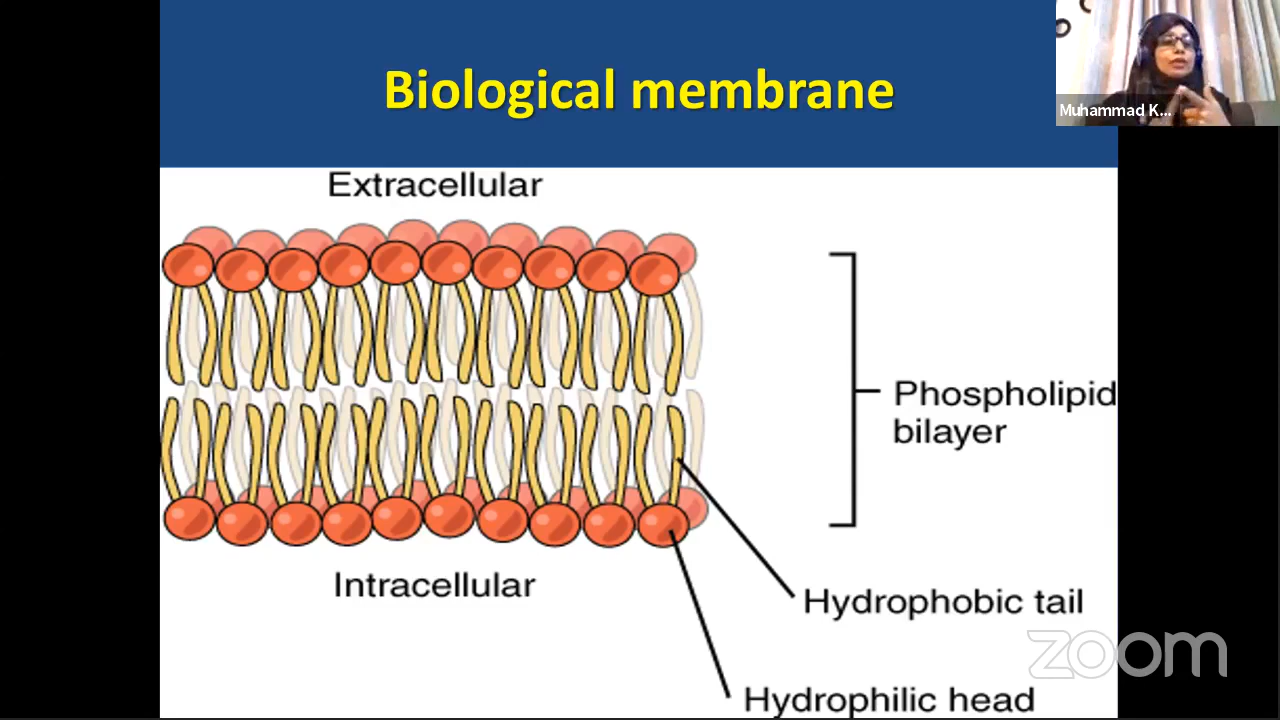 Biological membrane
Muhammad K...
Extracellular
Phospholipid
bilayer
Intracellular
Hydrophobic tail
zoom
Hydrophilic head